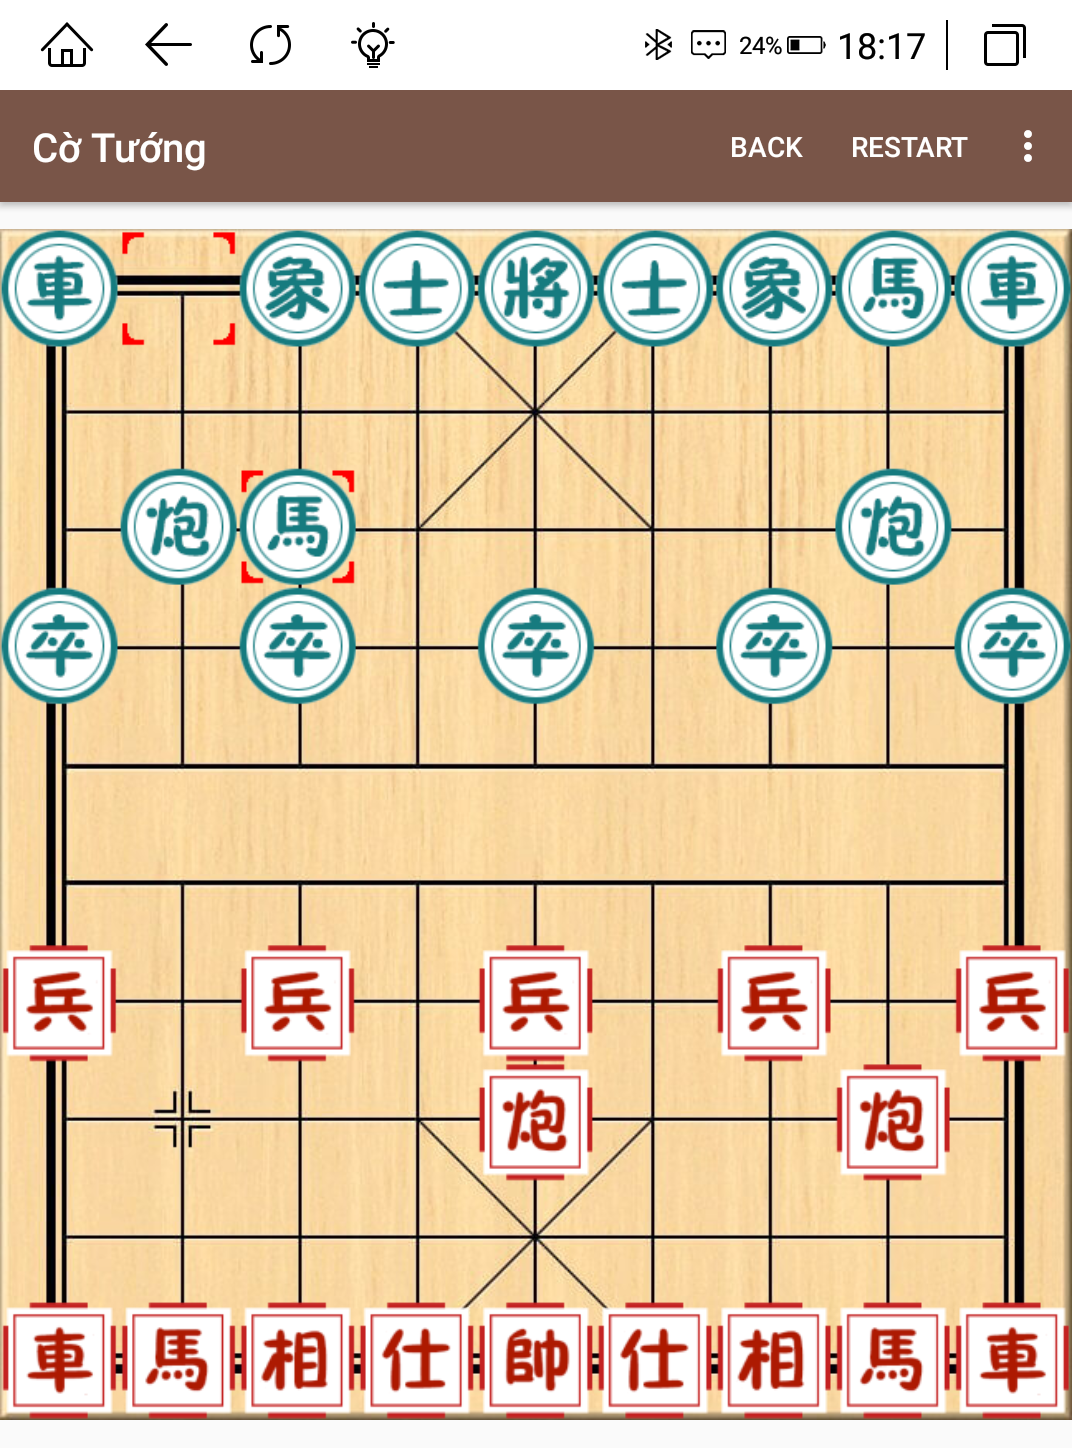 24% 18:17
Cờ Tướng BACK RESTART
車 象 士 將 士 象 馬 車
炮 馬 炮
卒 卒 卒 卒 卒
兵 兵 兵 兵 兵
炮 炮
車 馬 相 仕 帥 仕 相 馬 車